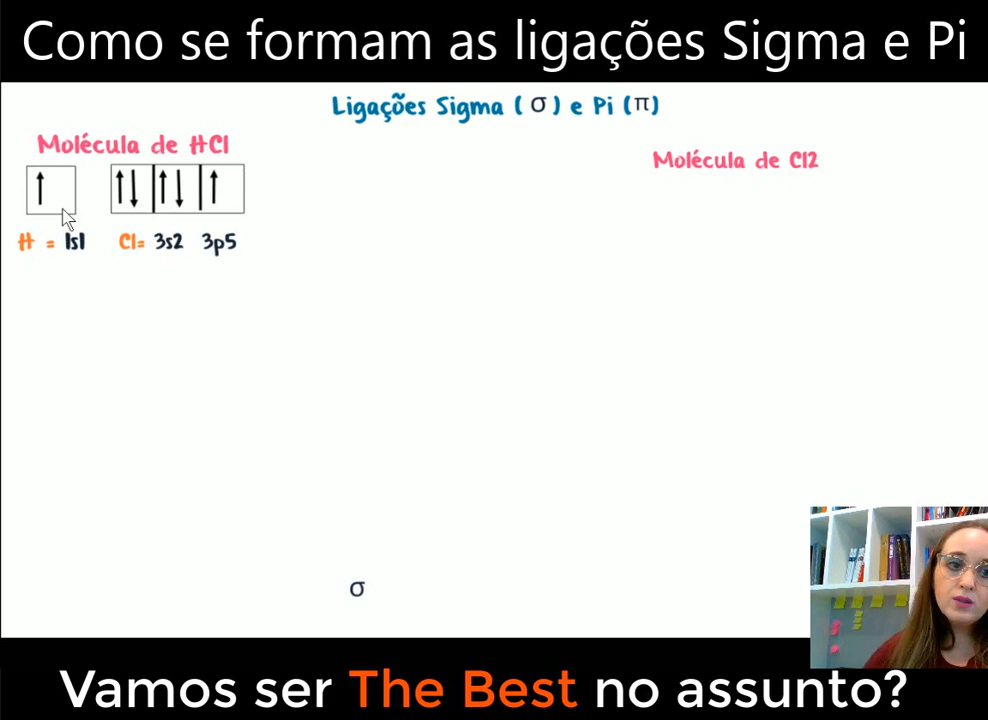 Como se formam as ligações Sigma e Pi
Ligações Sigma ( σ ) e Pi (π)
Molécula de HCl
Molécula de Cl2
H = 1s1
Cl= 3s2 3p5
σ
Vamos ser The Best no assunto?